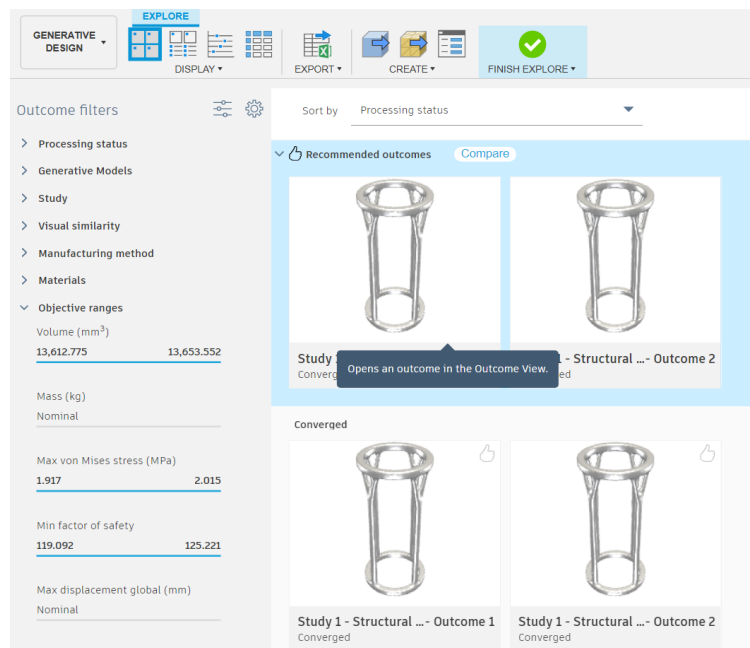 EXPLORE
GENERATIVE
DESIGN
DISPLAY
EXPORT
CREATE
FINISH EXPLORE
Outcome filters
Processing status
Generative Models
Study
Visual similarity
Manufacturing method
Materials
Objective ranges
Volume (mm³)
13,612.775 13,653.552
Mass (kg)
Nominal
Max von Mises stress (MPa)
1.917 2.015
Min factor of safety
119.092 125.221
Max displacement global (mm)
Nominal
Sort by Processing status
Recommended outcomes Compare
Study 1 - Structural ...- Outcome 2
Converg ed
Opens an outcome in the Outcome View.
Converged
Study 1 - Structural ...- Outcome 1 Study 1 - Structural ...- Outcome 2
Converged Converged